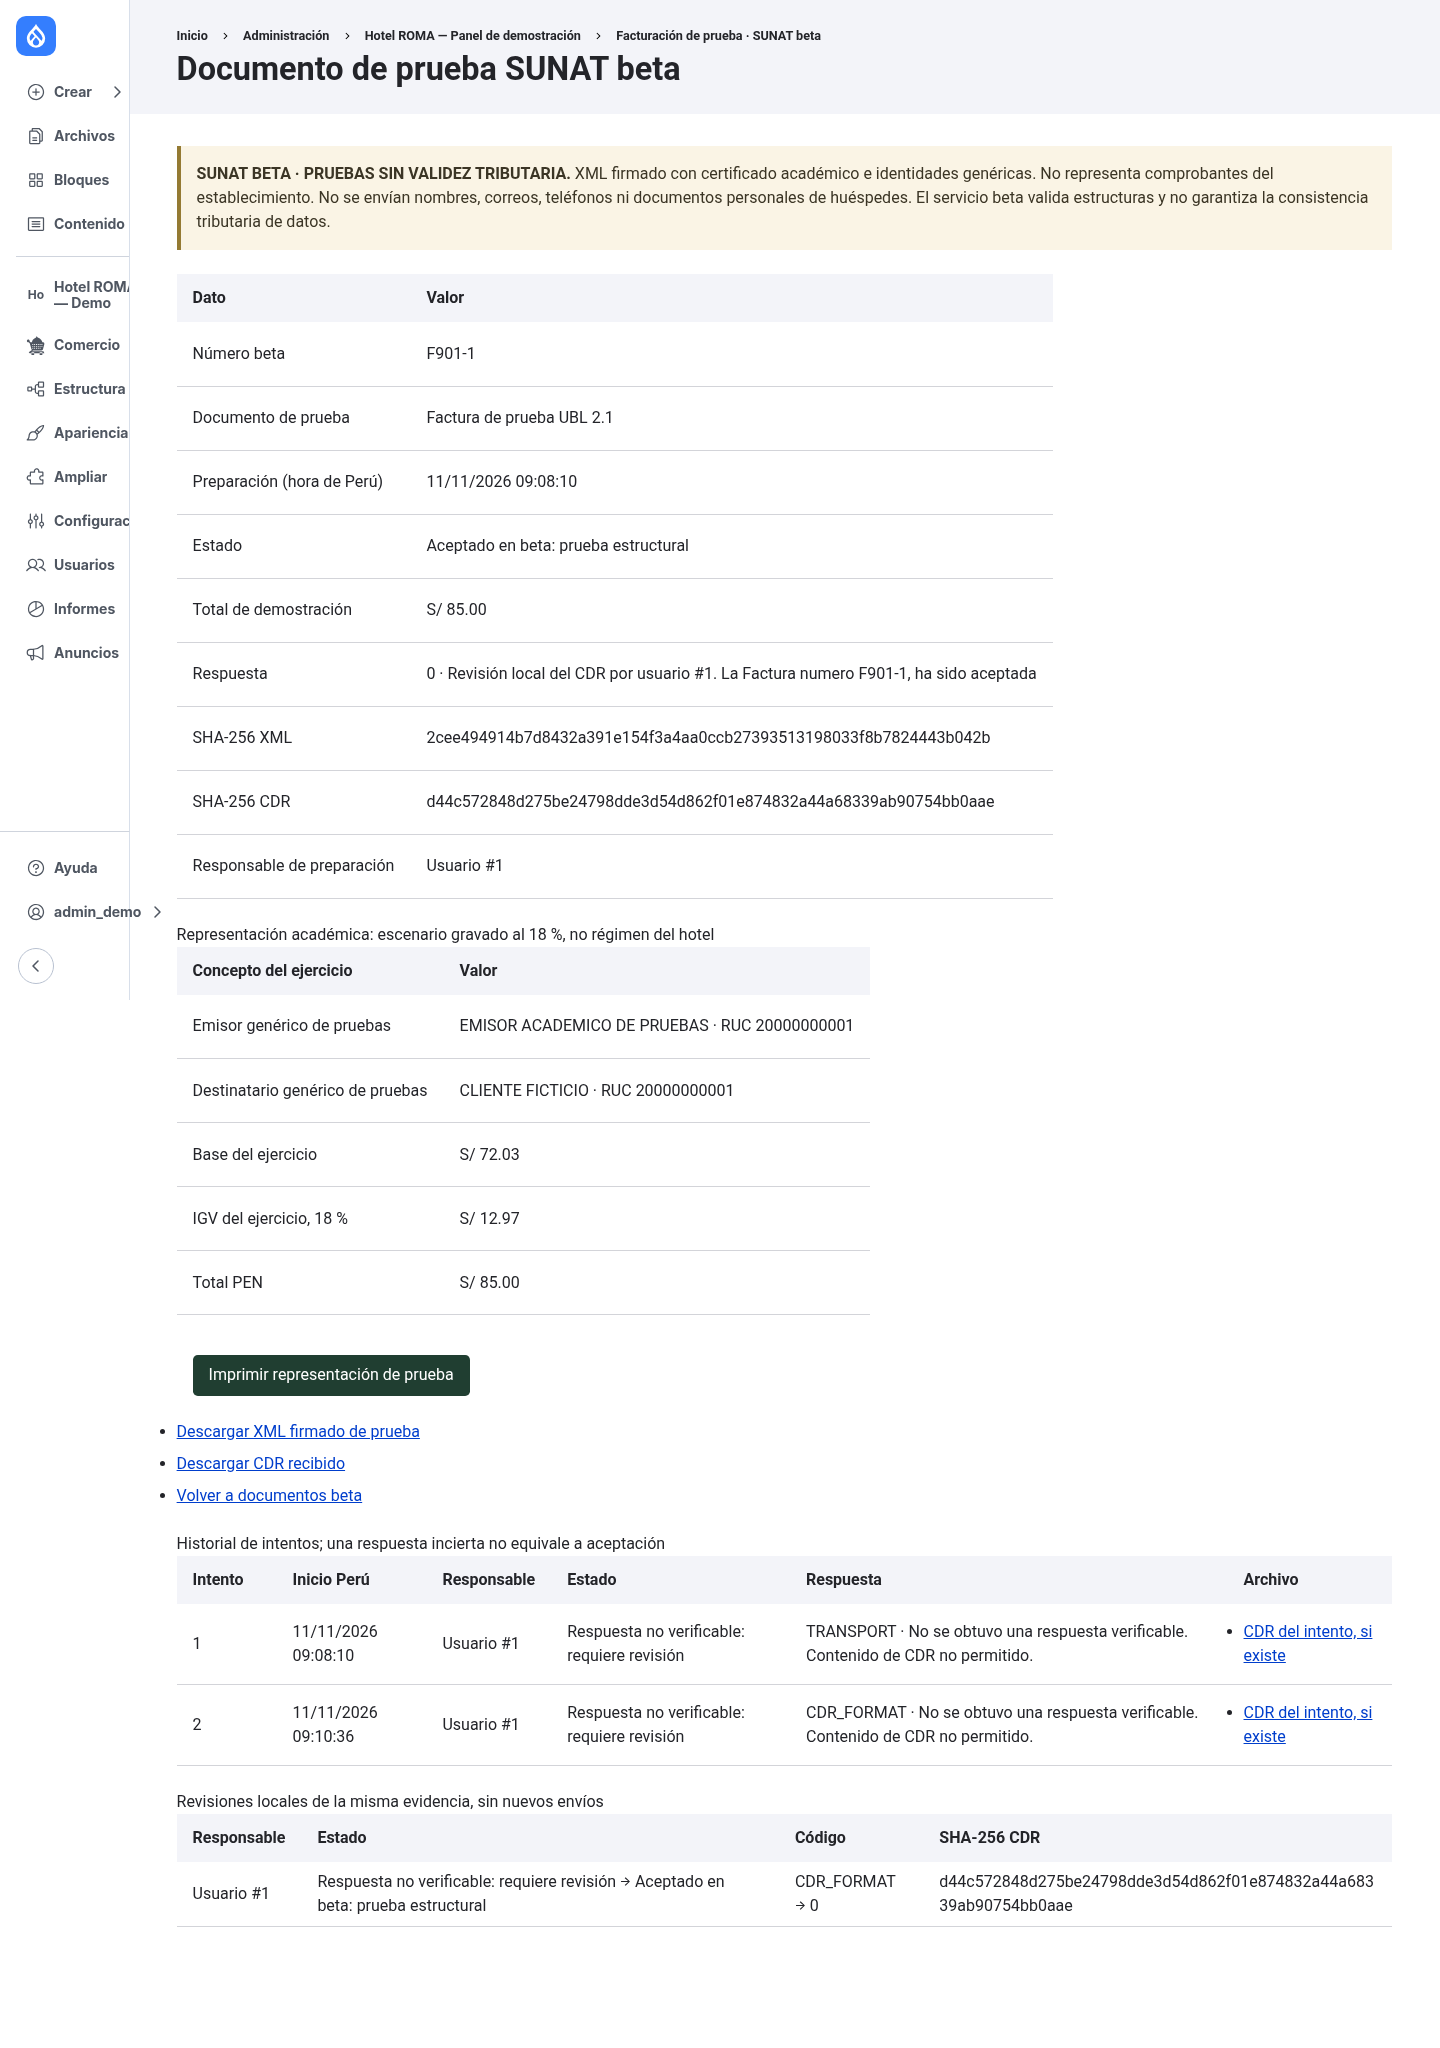 Inicio > Administración > Hotel ROMA — Panel de demostración > Facturación de prueba · SUNAT beta
Documento de prueba SUNAT beta
Crear
Archivos
Bloques
Contenido
Ho Hotel ROMA
— Demo
Comercio
Estructura
Apariencia
Ampliar
Configurac
Usuarios
Informes
Anuncios
Ayuda
admin_demo
SUNAT BETA · PRUEBAS SIN VALIDEZ TRIBUTARIA. XML firmado con certificado académico e identidades genéricas. No representa comprobantes del
establecimiento. No se envían nombres, correos, teléfonos ni documentos personales de huéspedes. El servicio beta valida estructuras y no garantiza la consistencia
tributaria de datos.
Dato Valor
Número beta F901-1
Documento de prueba Factura de prueba UBL 2.1
Preparación (hora de Perú) 11/11/2026 09:08:10
Estado Aceptado en beta: prueba estructural
Total de demostración S/ 85.00
Respuesta 0 · Revisión local del CDR por usuario #1. La Factura numero F901-1, ha sido aceptada
SHA-256 XML 2cee494914b7d8432a391e154f3a4aa0ccb27393513198033f8b7824443b042b
SHA-256 CDR d44c572848d275be24798dde3d54d862f01e874832a44a68339ab90754bb0aae
Responsable de preparación Usuario #1
Representación académica: escenario gravado al 18 %, no régimen del hotel
Concepto del ejercicio Valor
Emisor genérico de pruebas EMISOR ACADEMICO DE PRUEBAS · RUC 20000000001
Destinatario genérico de pruebas CLIENTE FICTICIO · RUC 20000000001
Base del ejercicio S/ 72.03
IGV del ejercicio, 18 % S/ 12.97
Total PEN S/ 85.00
Imprimir representación de prueba
• Descargar XML firmado de prueba
• Descargar CDR recibido
• Volver a documentos beta
Historial de intentos; una respuesta incierta no equivale a aceptación
Intento Inicio Perú Responsable Estado Respuesta Archivo
1 11/11/2026 09:08:10 Usuario #1 Respuesta no verificable: requiere revisión TRANSPORT · No se obtuvo una respuesta verificable. Contenido de CDR no permitido. • CDR del intento, si existe
2 11/11/2026 09:10:36 Usuario #1 Respuesta no verificable: requiere revisión CDR_FORMAT · No se obtuvo una respuesta verificable. Contenido de CDR no permitido. • CDR del intento, si existe
Revisiones locales de la misma evidencia, sin nuevos envíos
Responsable Estado Código SHA-256 CDR
Usuario #1 Respuesta no verificable: requiere revisión → Aceptado en beta: prueba estructural CDR_FORMAT → 0 d44c572848d275be24798dde3d54d862f01e874832a44a68339ab90754bb0aae